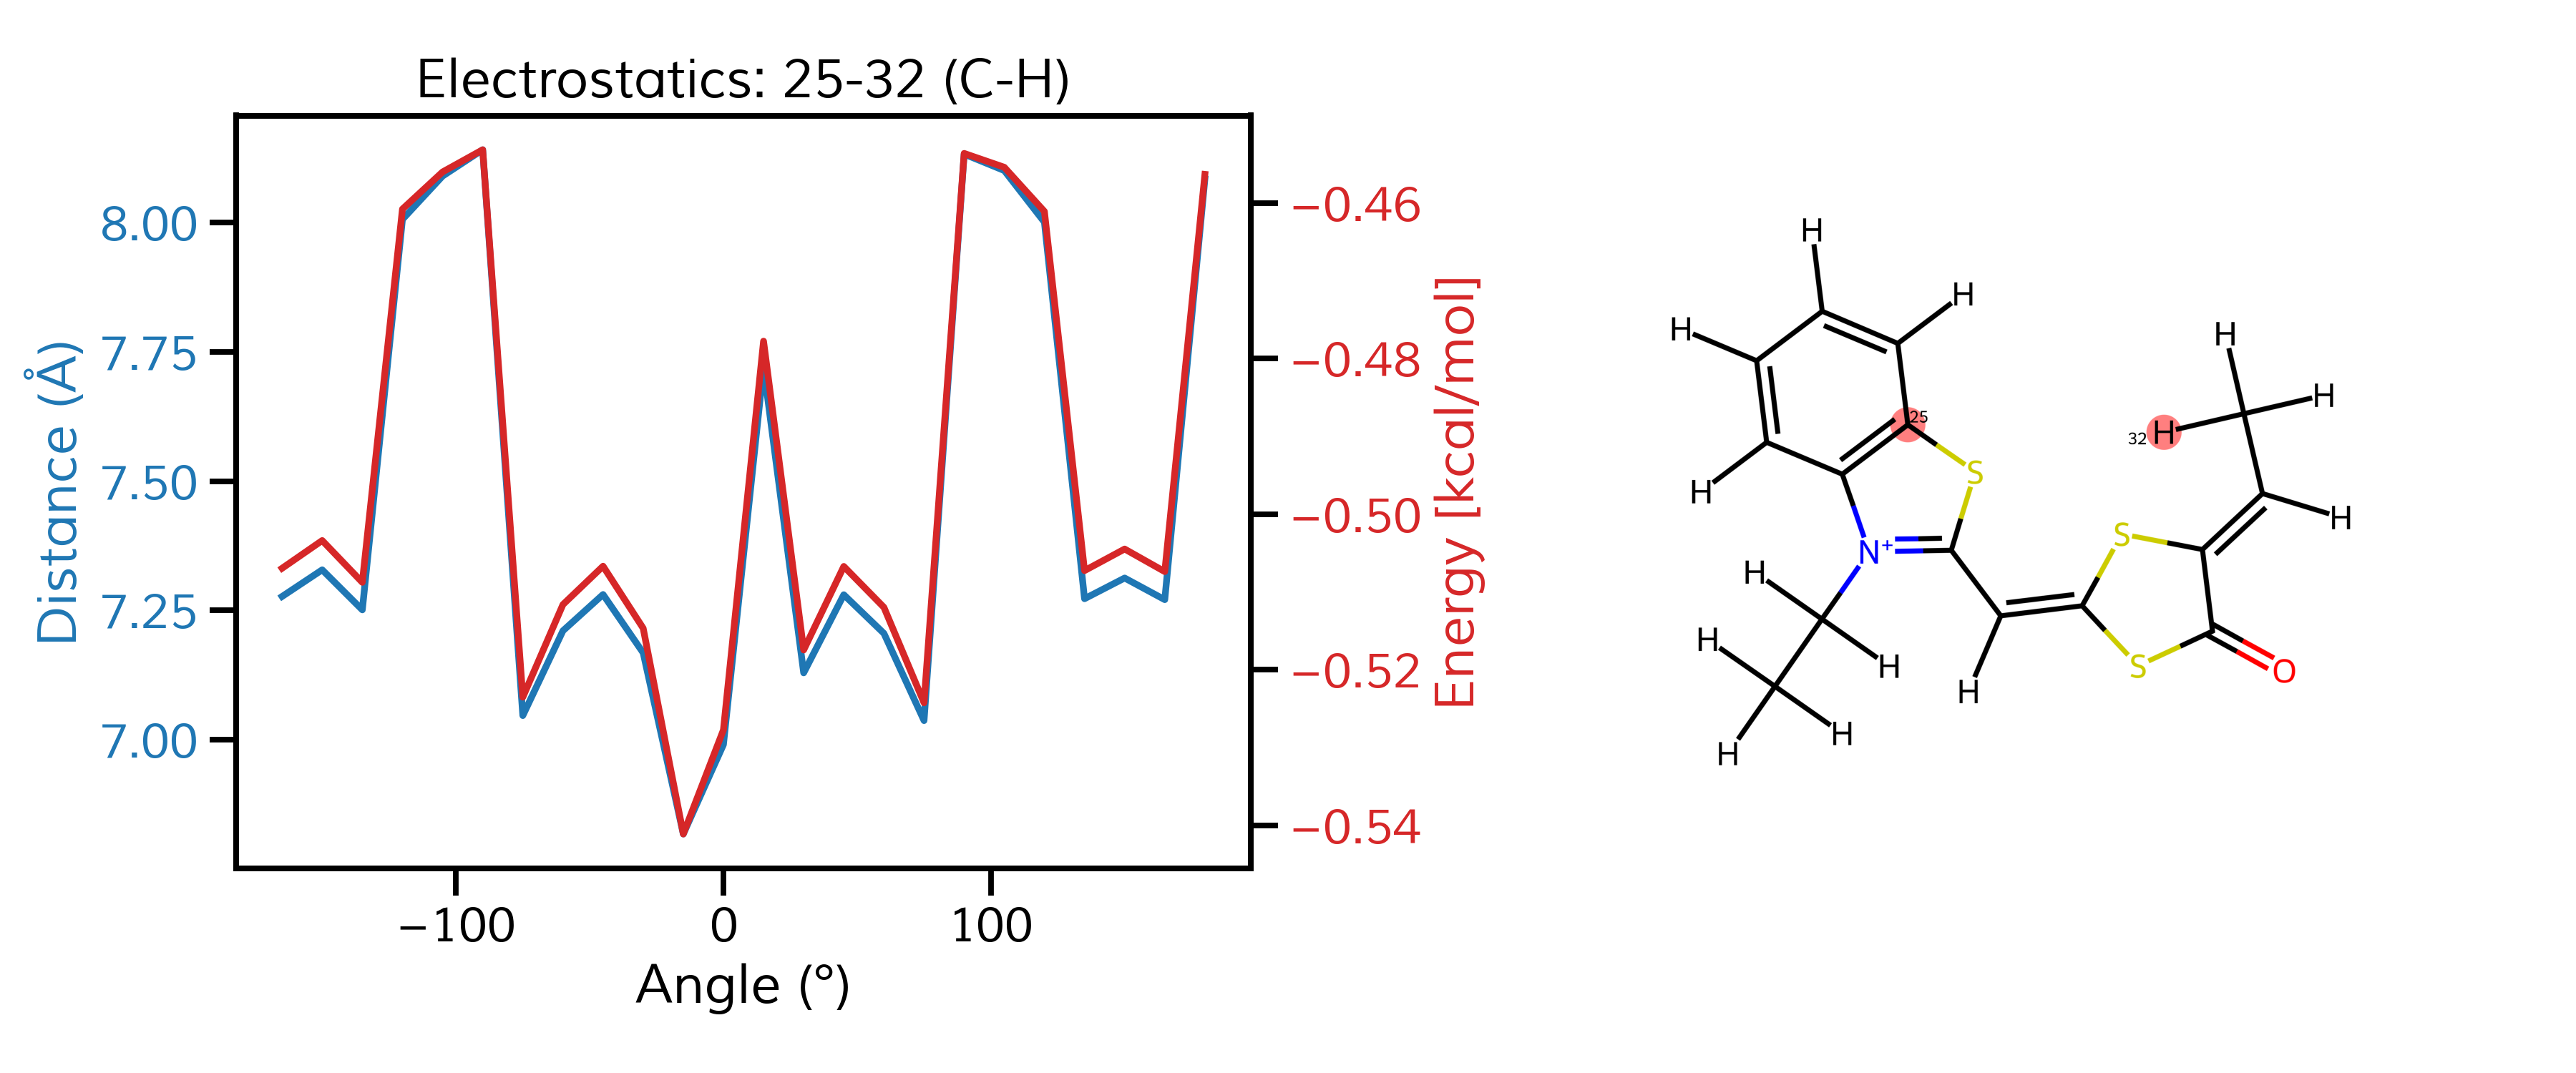 Electrostatics: 25-32 (C-H)
Distance (Å)
8.00
7.75
7.50
7.25
7.00
−0.46
−0.48
−0.50
−0.52
−0.54
Energy [kcal/mol]
−100 0 100
Angle (°)
H
H
H
H
H
H
25
32 H
S
H
H
S
N+
H
H
H
S
O
H
H
H
H